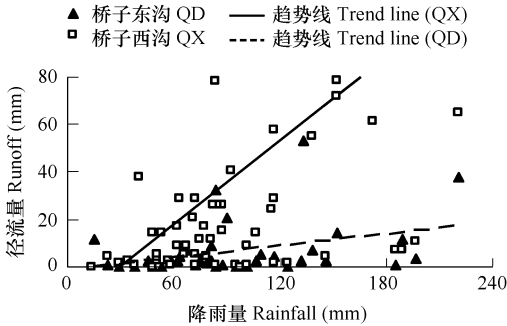 桥子东沟 QD 趋势线 Trend line (QX)
桥子西沟 QX 趋势线 Trend line (QD)
径流量 Runoff (mm)
80
60
40
20
0
0 60 120 180 240
降雨量 Rainfall (mm)